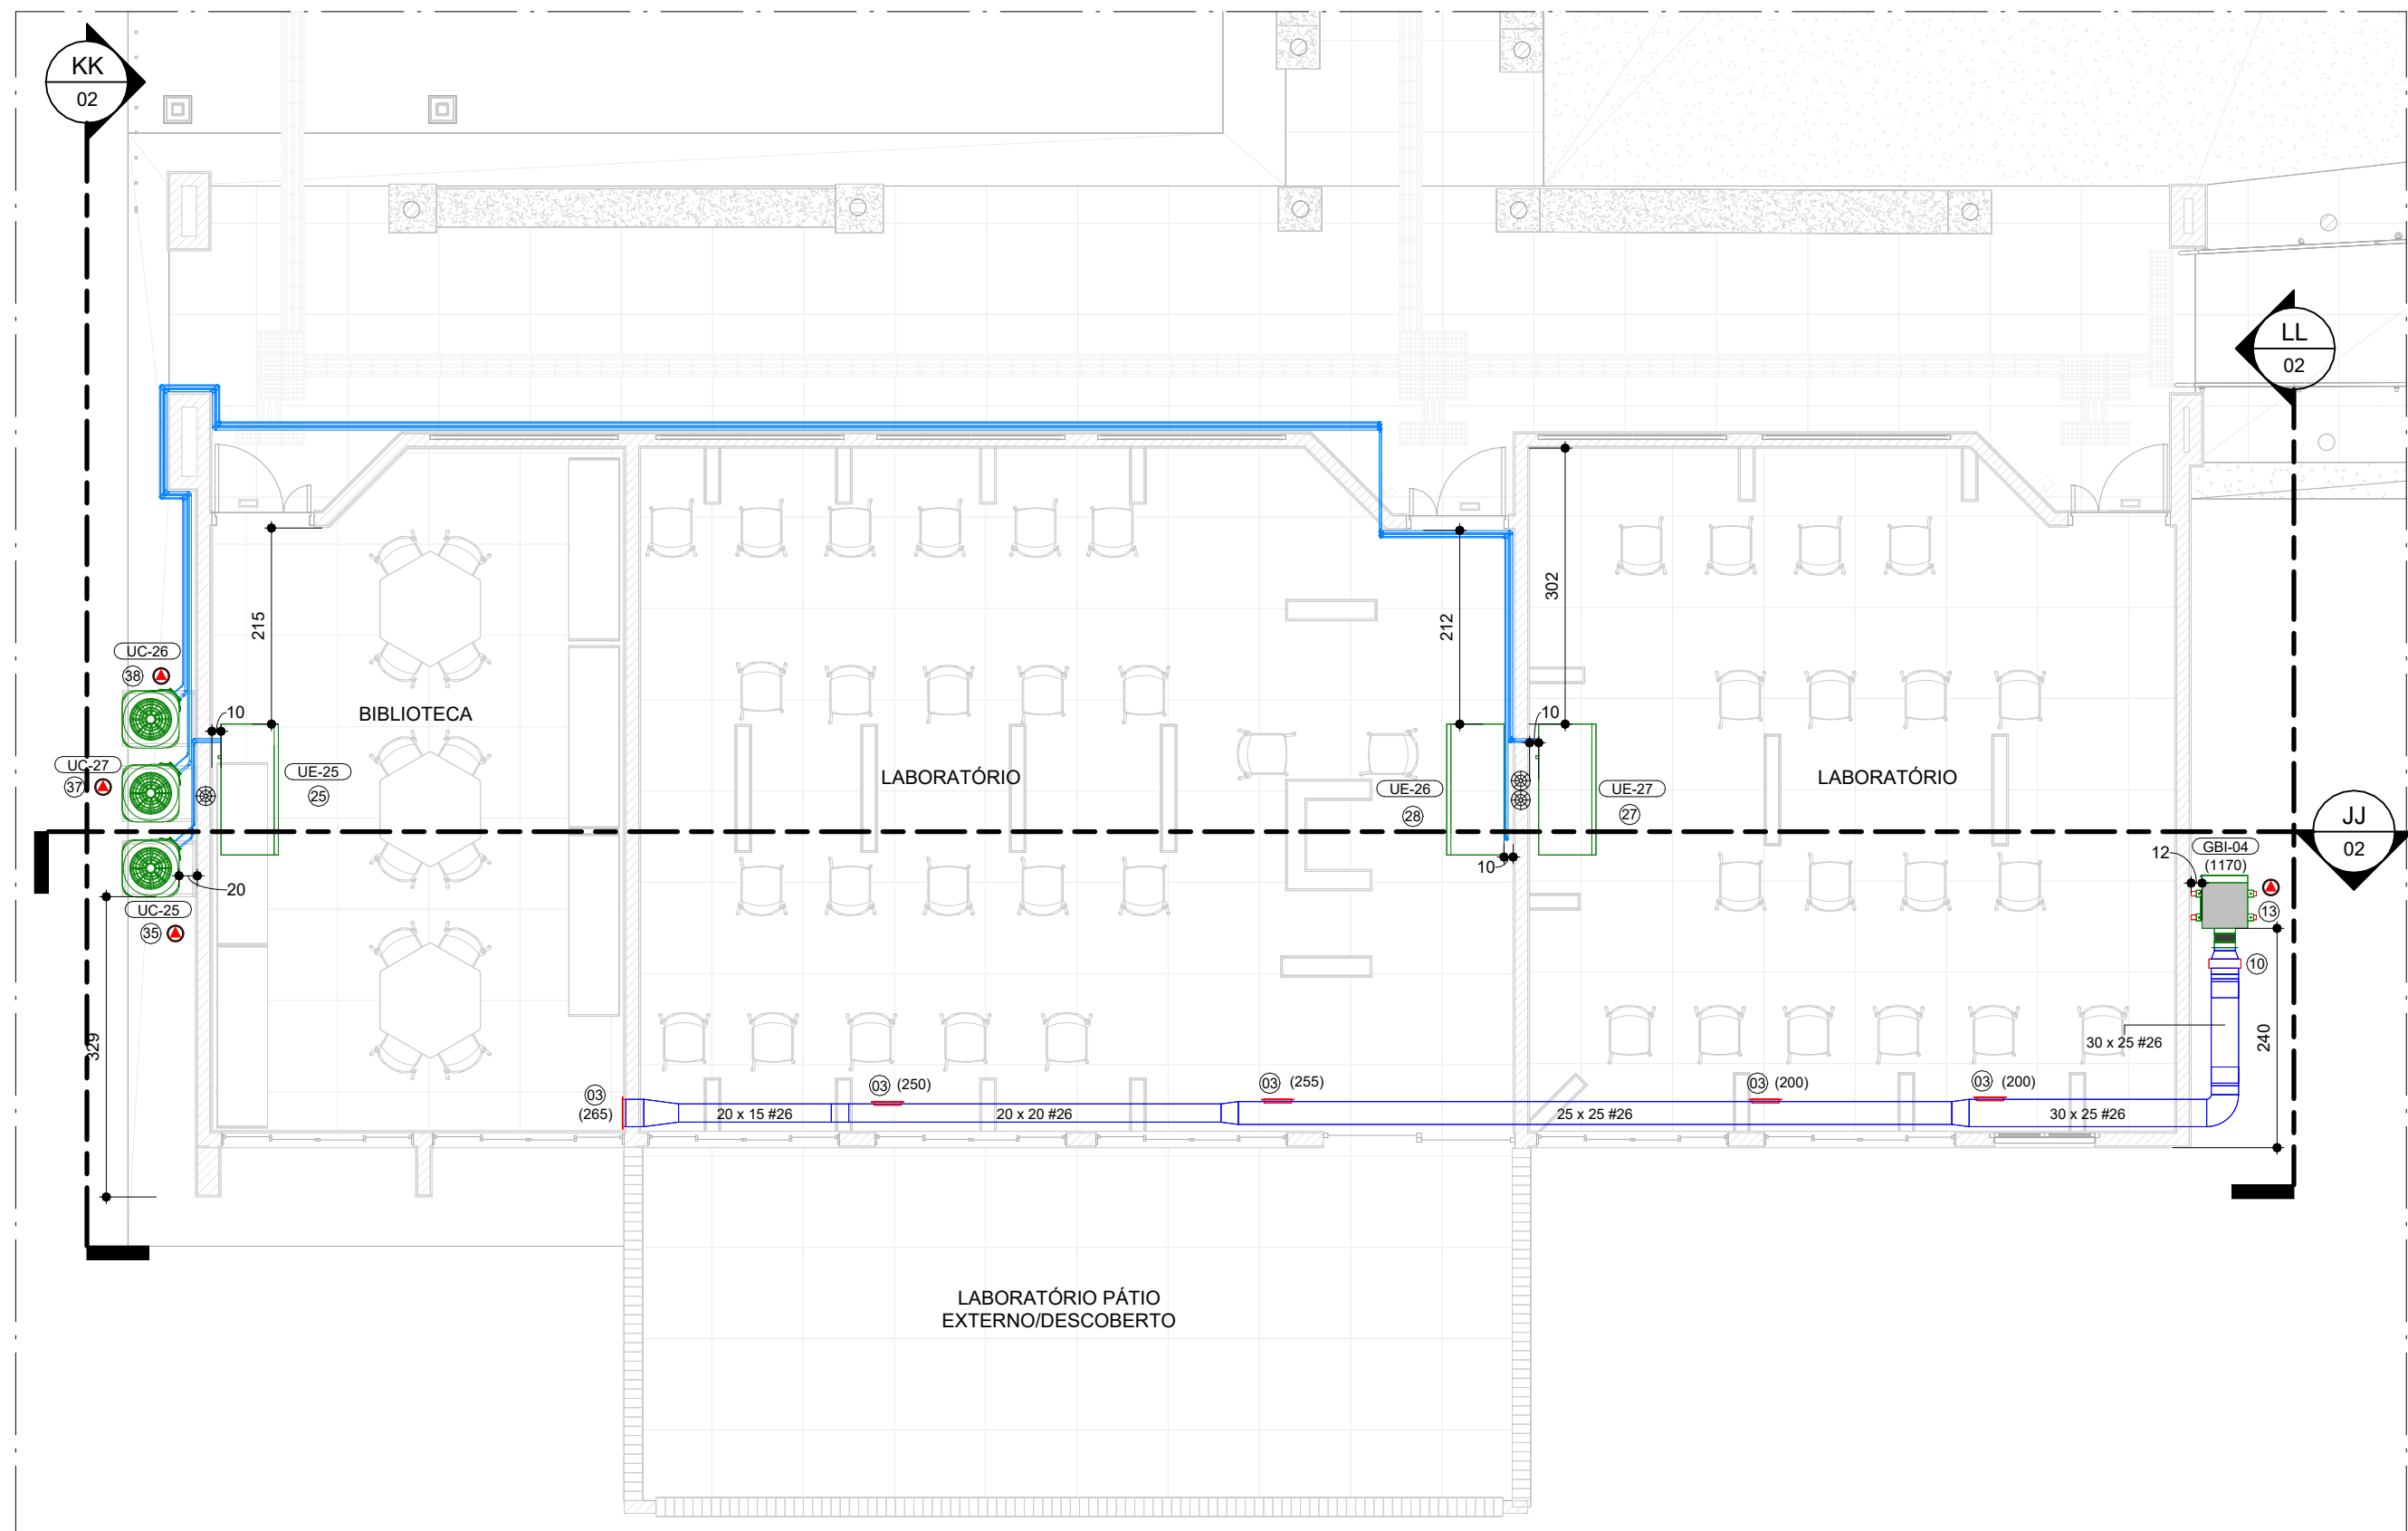 KK
02
LL
02
215
212
302
UC-26
38
10
BIBLIOTECA
10
UC-27
37
UE-25
25
LABORATÓRIO
UE-26
28
UE-27
27
LABORATÓRIO
JJ
02
10
12
GBI-04
(1170)
13
20
UC-25
35
10
329
240
30 x 25 #26
03
(265)
03 (250)
03 (255)
03 (200)
03 (200)
20 x 15 #26
20 x 20 #26
25 x 25 #26
30 x 25 #26
LABORATÓRIO PÁTIO
EXTERNO/DESCOBERTO